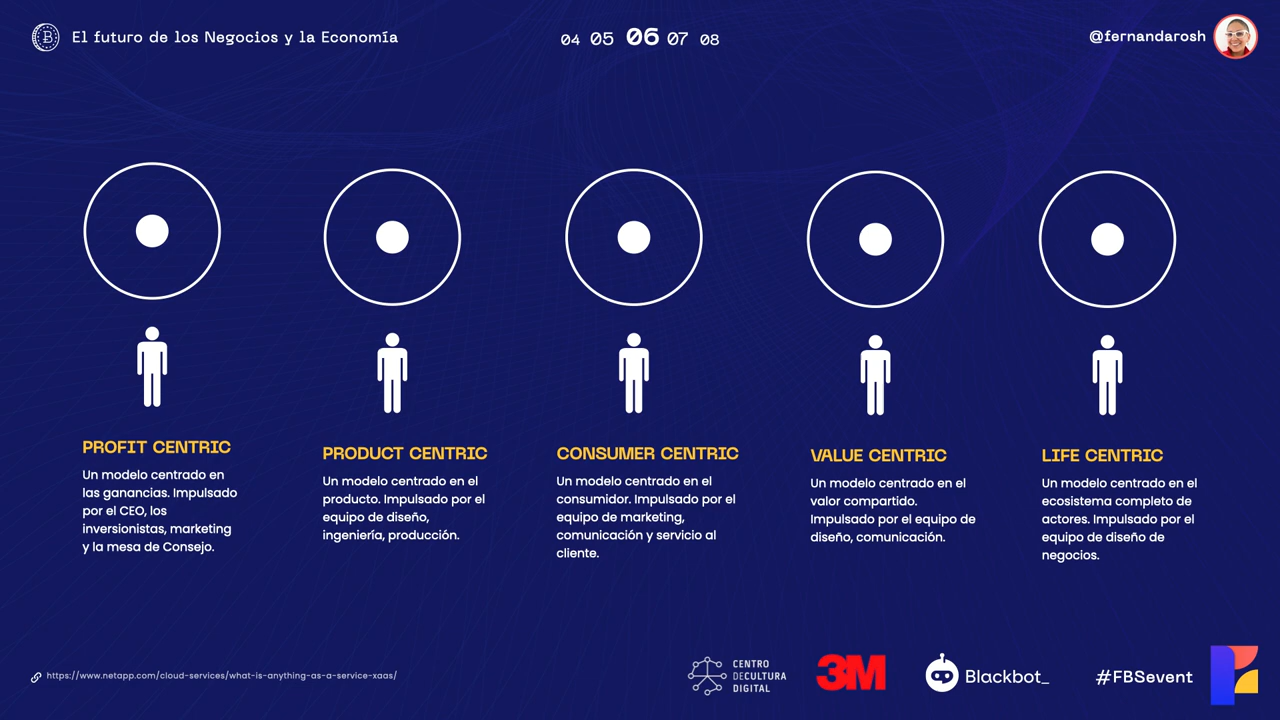 El futuro de los Negocios y la Economía
04 05 06 07 08
@fernandarosh
PROFIT CENTRIC
Un modelo centrado en
las ganancias. Impulsado
por el CEO, los
inversionistas, marketing
y la mesa de Consejo.
PRODUCT CENTRIC
Un modelo centrado en el
producto. Impulsado por el
equipo de diseño,
ingeniería, producción.
CONSUMER CENTRIC
Un modelo centrado en el
consumidor. Impulsado por el
equipo de marketing,
comunicación y servicio al
cliente.
VALUE CENTRIC
Un modelo centrado en el
valor compartido.
Impulsado por el equipo de
diseño, comunicación.
LIFE CENTRIC
Un modelo centrado en el
ecosistema completo de
actores. Impulsado por el
equipo de diseño de
negocios.
https://www.netapp.com/cloud-services/what-is-anything-as-a-service-xaas/
CENTRO
DECULTURA
DIGITAL
3M
Blackbot_
#FBSevent